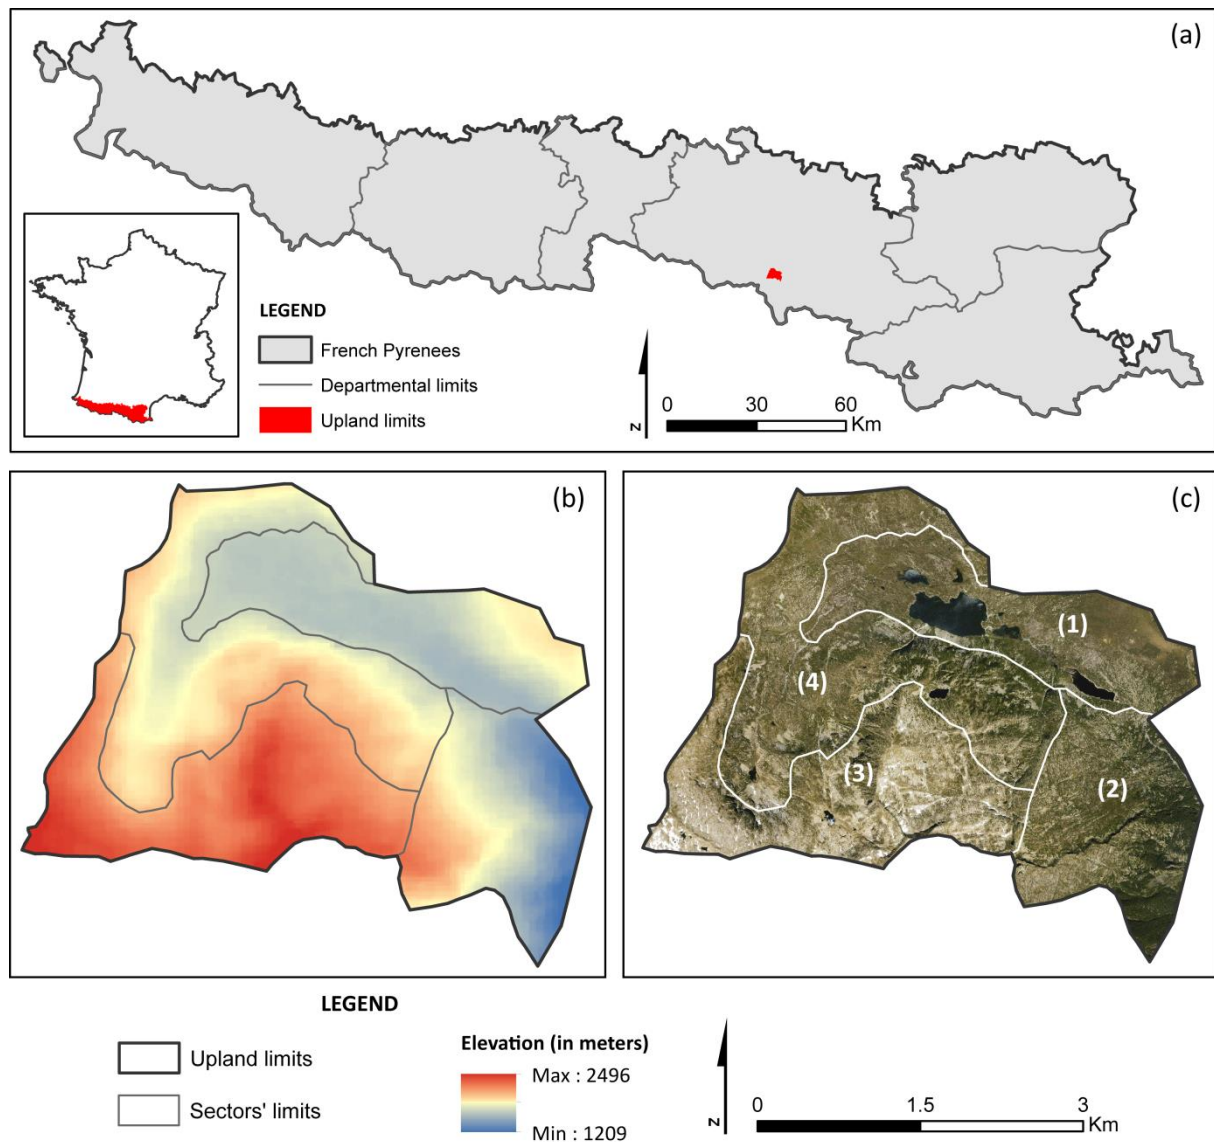 (a)
LEGEND
French Pyrenees
Departmental limits
Upland limits
N
0 30 60
Km
(b)
(c)
(1)
(4)
(3)
(2)
LEGEND
Upland limits
Sectors' limits
Elevation (in meters)
Max : 2496
Min : 1209
N
0 1.5 3
Km